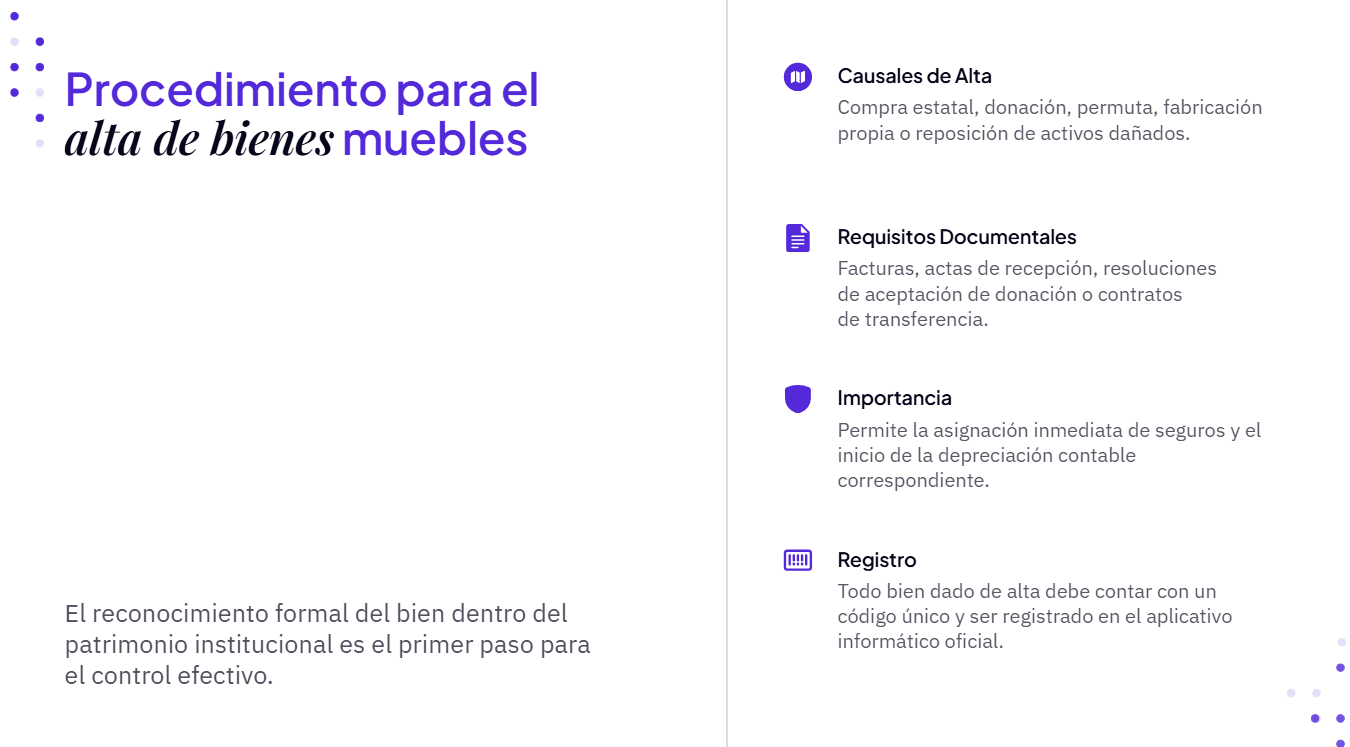 Procedimiento para el
alta de bienes muebles
El reconocimiento formal del bien dentro del
patrimonio institucional es el primer paso para
el control efectivo.
Causales de Alta
Compra estatal, donación, permuta, fabricación
propia o reposición de activos dañados.
Requisitos Documentales
Facturas, actas de recepción, resoluciones
de aceptación de donación o contratos
de transferencia.
Importancia
Permite la asignación inmediata de seguros y el
inicio de la depreciación contable
correspondiente.
Registro
Todo bien dado de alta debe contar con un
código único y ser registrado en el aplicativo
informático oficial.